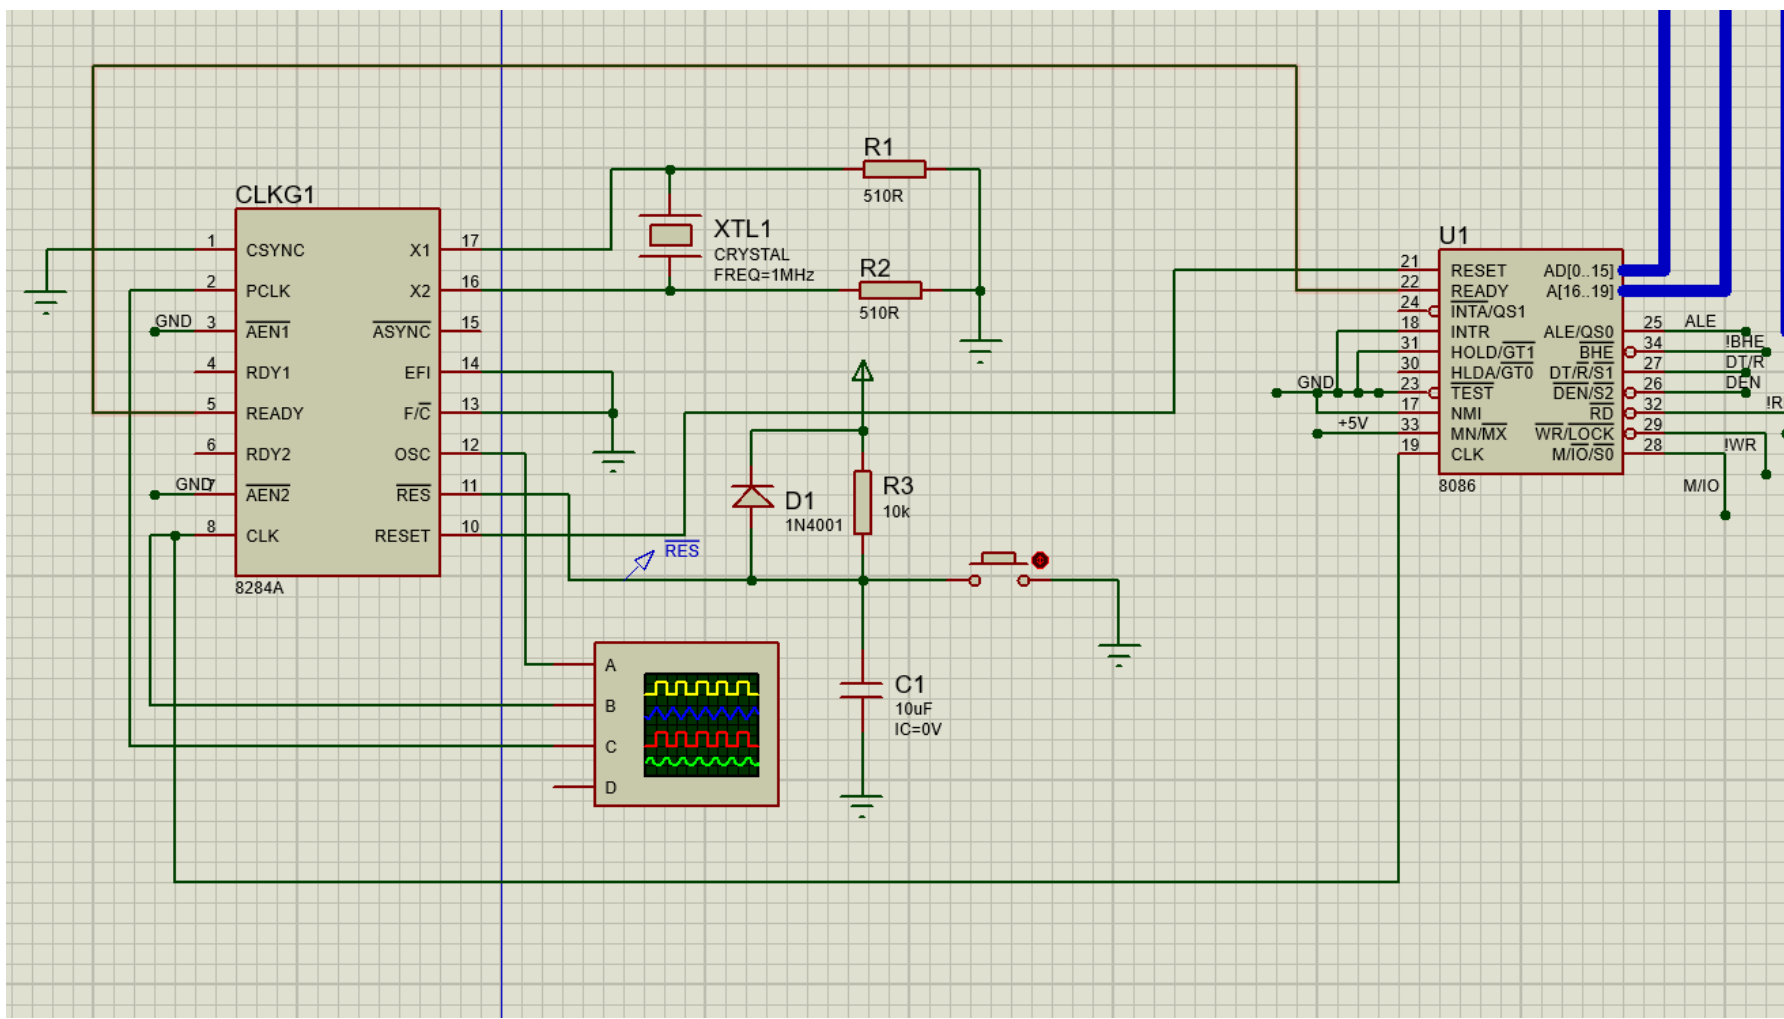 CLKG1
1
CSYNC
2
PCLK
GND
3
AEN1
4
RDY1
5
READY
6
RDY2
GND
7
AEN2
8
CLK
X1
17
X2
16
ASYNC
15
EFI
14
F/C
13
OSC
12
RES
11
RESET
10
8284A
R1
510R
XTL1
CRYSTAL
FREQ=1MHz
R2
510R
D1
1N4001
R3
10k
RES
A
B
C
D
C1
10uF
IC=0V
U1
21
RESET
22
READY
24
INTA/QS1
18
INTR
31
HOLD/GT1
30
HLDA/GT0
GND
23
TEST
17
NMI
+5V
33
MN/MX
19
CLK
AD[0..15]
A[16..19]
ALE/QS0
25
ALE
BHE
34
!BHE
DT/R/S1
27
DT/R
DEN/S2
26
DEN
RD
32
!R
WR/LOCK
29
!WR
M/IO/S0
28
M/IO
8086